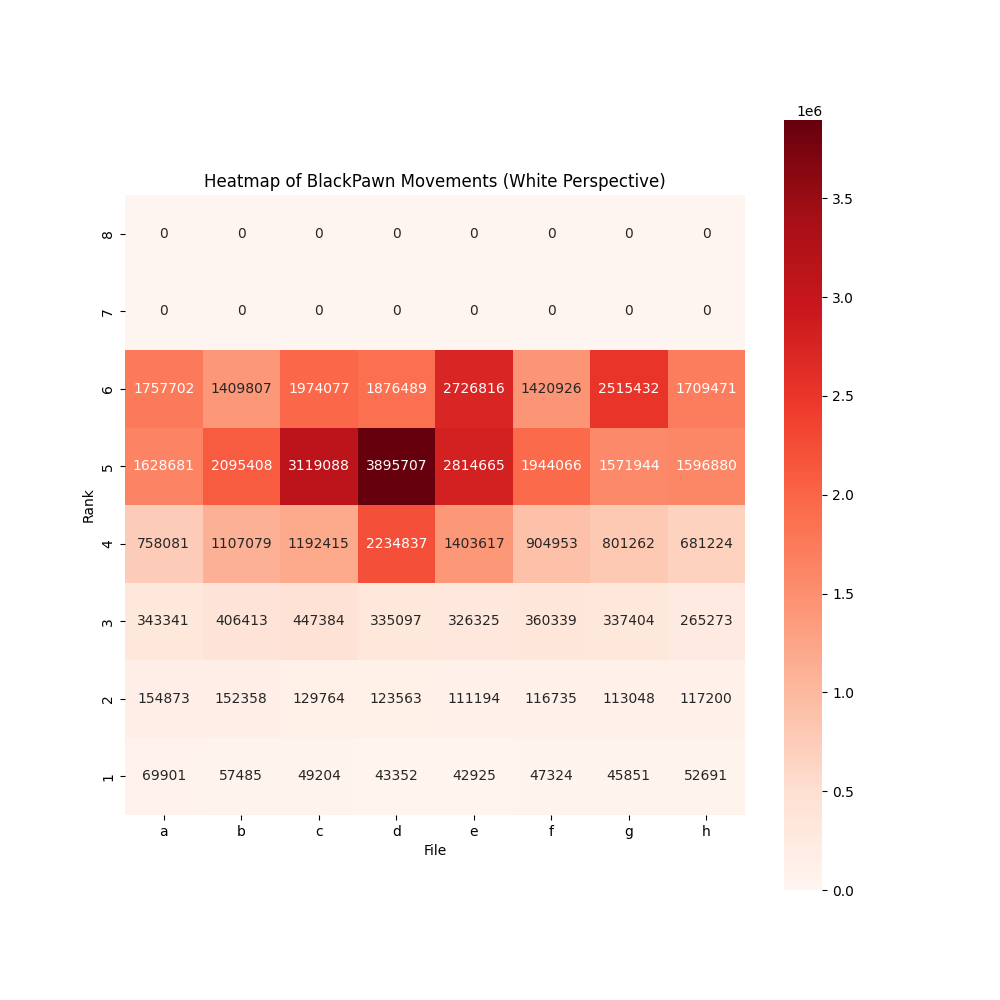 1e6
Heatmap of BlackPawn Movements (White Perspective)
8 0 0 0 0 0 0 0 0
7 0 0 0 0 0 0 0 0
6 1757702 1409807 1974077 1876489 2726816 1420926 2515432 1709471
5 1628681 2095408 3119088 3895707 2814665 1944066 1571944 1596880
4 758081 1107079 1192415 2234837 1403617 904953 801262 681224
3 343341 406413 447384 335097 326325 360339 337404 265273
2 154873 152358 129764 123563 111194 116735 113048 117200
1 69901 57485 49204 43352 42925 47324 45851 52691
a b c d e f g h
File
Rank
3.5
3.0
2.5
2.0
1.5
1.0
0.5
0.0